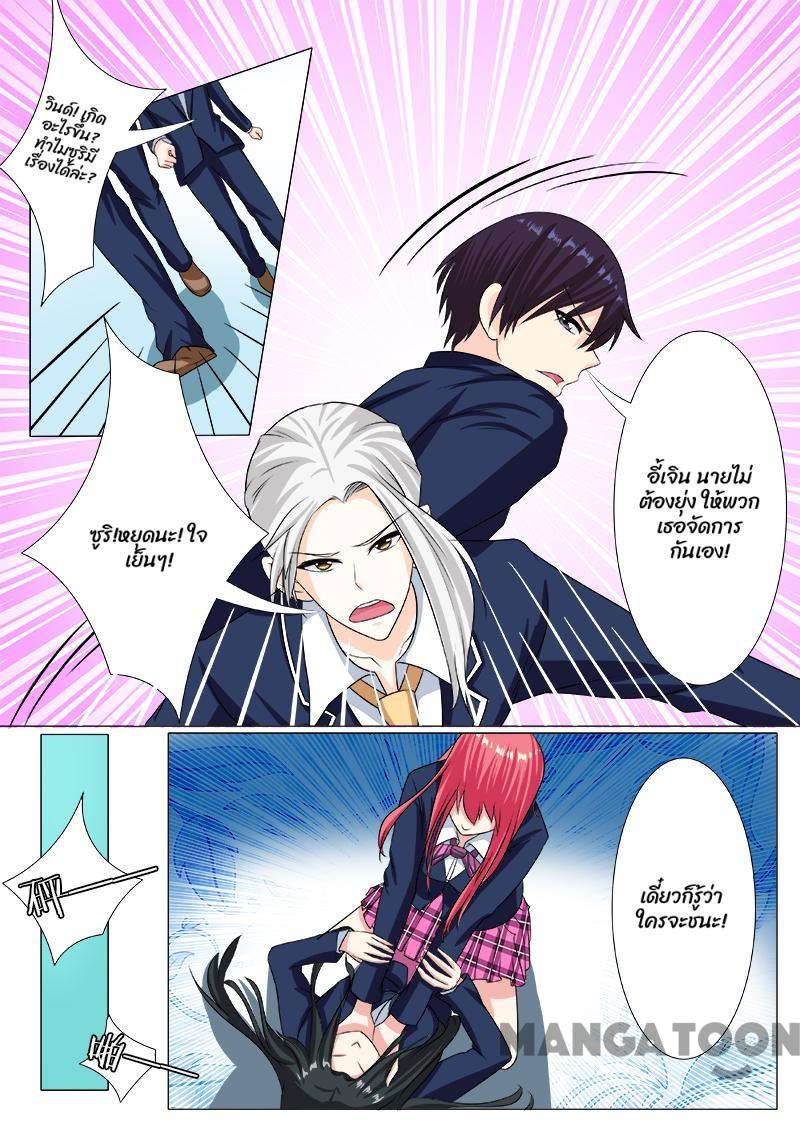 วินด์! เกิด
อะไรขึ้น?
ทำไมซูริมี
เรื่องได้ล่ะ?
อี้เจิน นายไม่
ต้องยุ่ง ให้พวก
เธอจัดการ
กันเอง!
ซูริ!หยุดนะ! ใจ
เย็นๆ!
เดี๋ยวก็รู้ว่า
ใครจะชนะ!
砰
啪
MANGATOON